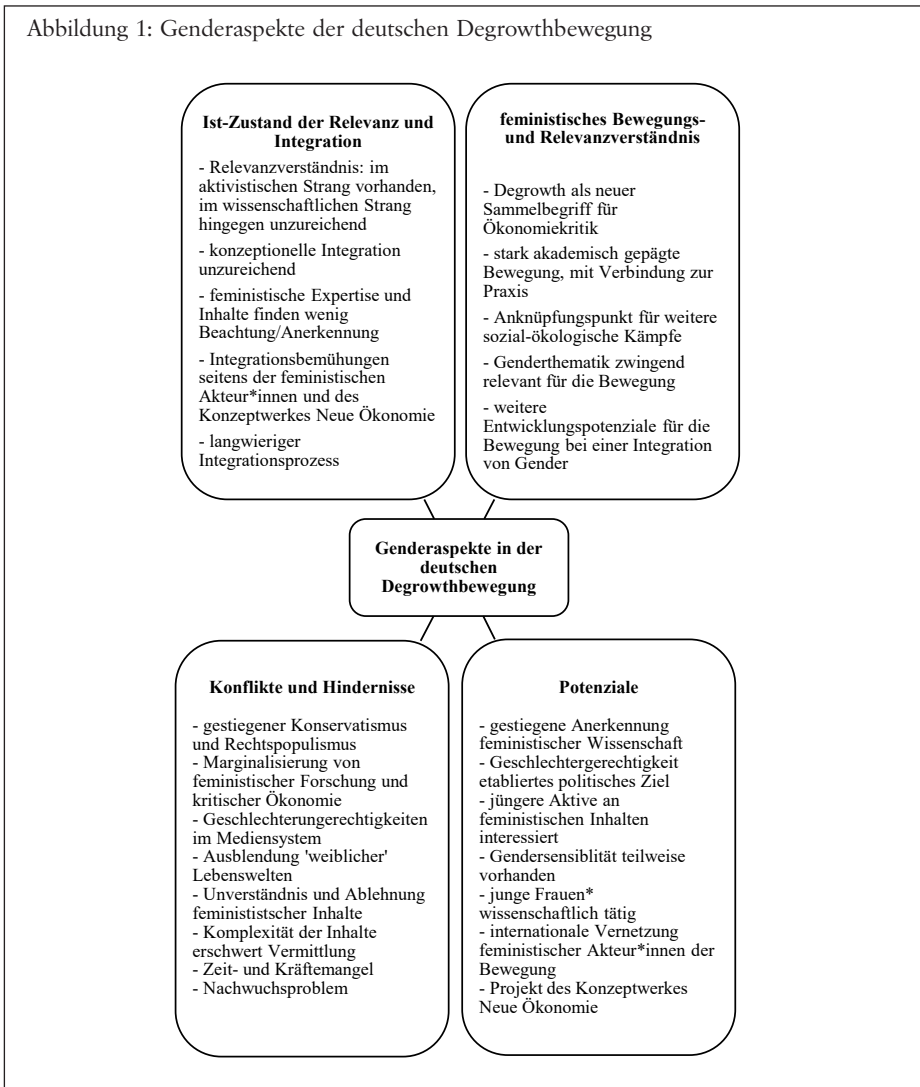 Abbildung 1: Genderaspekte der deutschen Degrowthbewegung
Ist-Zustand der Relevanz und
Integration
- Relevanzverständnis: im
aktivistischen Strang vorhanden,
im wissenschaftlichen Strang
hingegen unzureichend
- konzeptionelle Integration
unzureichend
- feministische Expertise und
Inhalte finden wenig
Beachtung/Anerkennung
- Integrationsbemühungen
seitens der feministischen
Akteur*innen und des
Konzeptwerkes Neue Ökonomie
- langwieriger
Integrationsprozess
feministisches Bewegungs-
und Relevanzverständnis
- Degrowth als neuer
Sammelbegriff für
Ökonomiekritik
- stark akademisch gepägte
Bewegung, mit Verbindung zur
Praxis
- Anknüpfungspunkt für weitere
sozial-ökologische Kämpfe
- Genderthematik zwingend
relevant für die Bewegung
- weitere
Entwicklungspotenziale für die
Bewegung bei einer Integration
von Gender
Genderaspekte in der
deutschen
Degrowthbewegung
Konflikte und Hindernisse
- gestiegener Konservatismus
und Rechtspopulismus
- Marginalisierung von
feministischer Forschung und
kritischer Ökonomie
- Geschlechterungerechtigkeiten
im Mediensystem
- Ausblendung 'weiblicher'
Lebenswelten
- Unverständnis und Ablehnung
feminististscher Inhalte
- Komplexität der Inhalte
erschwert Vermittlung
- Zeit- und Kräftemangel
- Nachwuchsproblem
Potenziale
- gestiegene Anerkennung
feministischer Wissenschaft
- Geschlechtergerechtigkeit
etabliertes politisches Ziel
- jüngere Aktive an
feministischen Inhalten
interessiert
- Gendersensiblität teilweise
vorhanden
- junge Frauen*
wissenschaftlich tätig
- internationale Vernetzung
feministischer Akteur*innen der
Bewegung
- Projekt des Konzeptwerkes
Neue Ökonomie